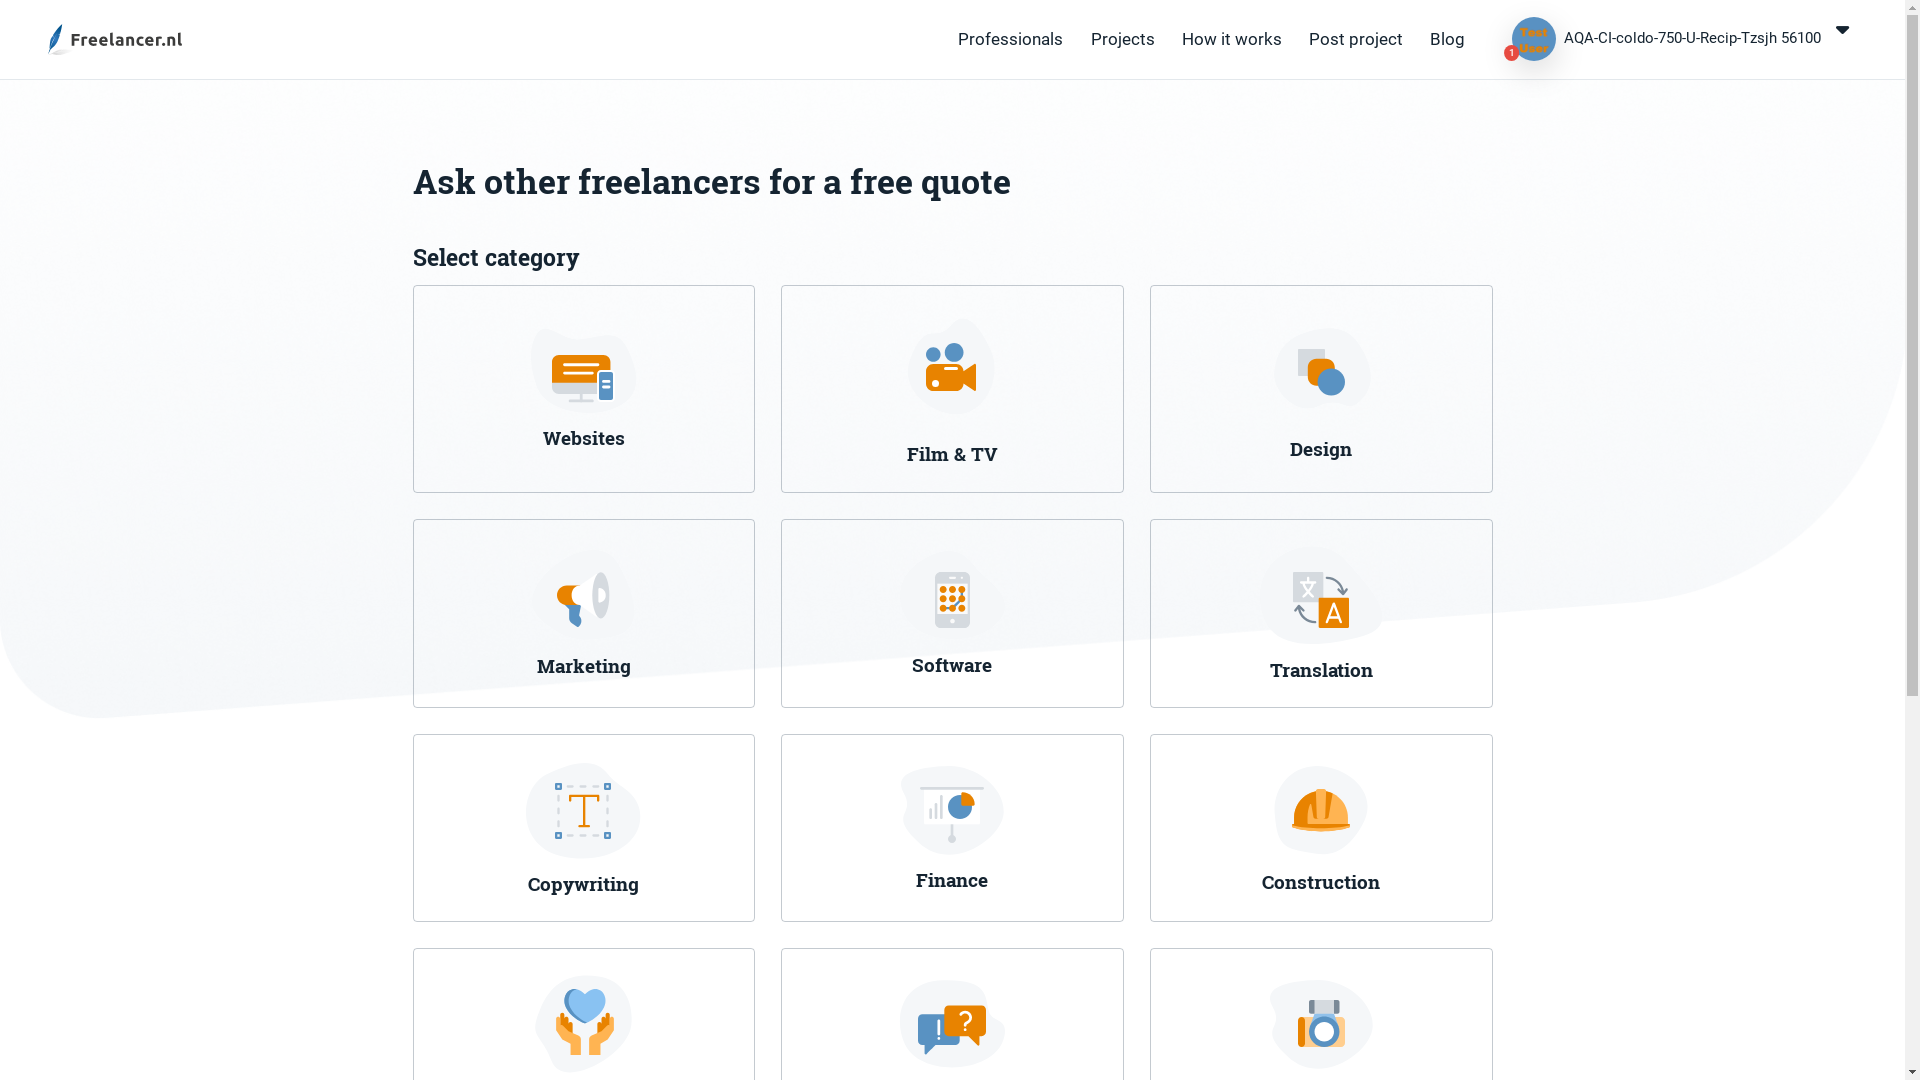 Freelancer.nl
Professionals
Projects
How it works
Post project
Blog
Test
User
1
AQA-CI-coldo-750-U-Recip-Tzsjh 56100
Ask other freelancers for a free quote
Select category
Websites
Film & TV
Design
Marketing
Software
A
Translation
T
Copywriting
Finance
Construction
!
?